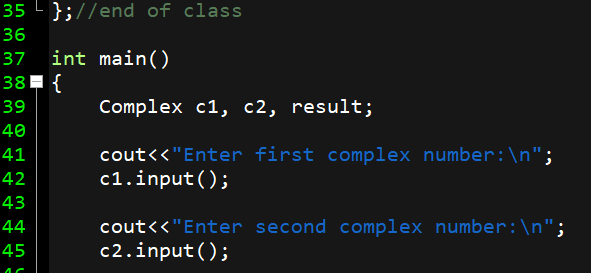 35 };//end of class
36
37 int main()
38 {
39 Complex c1, c2, result;
40
41 cout<<"Enter first complex number:\n";
42 c1.input();
43
44 cout<<"Enter second complex number:\n";
45 c2.input();